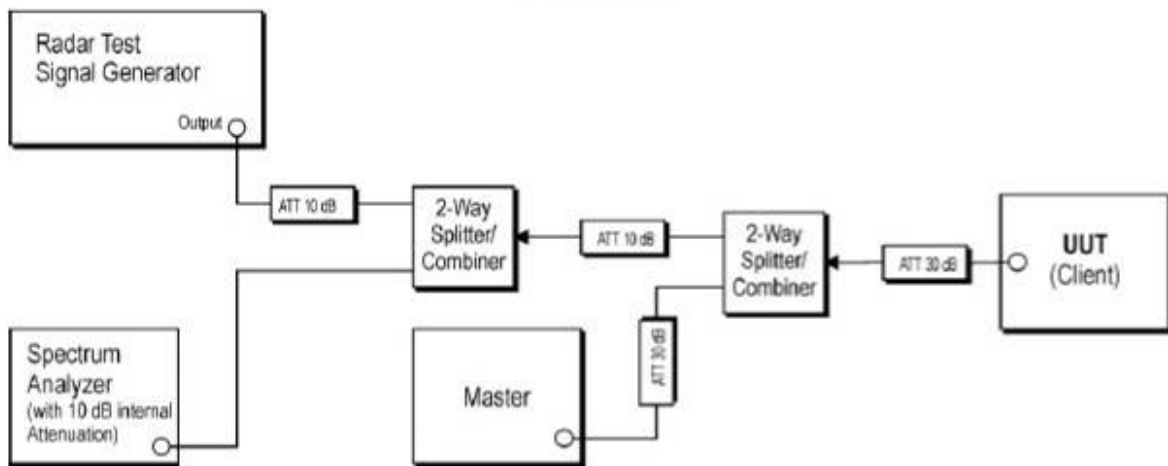 Radar Test
Signal Generator
Output
ATT 10 dB
2-Way
Splitter/
Combiner
ATT 10 dB
2-Way
Splitter/
Combiner
ATT 30 dB
UUT
(Client)
Spectrum
Analyzer
(with 10 dB internal
Attenuation)
Master
ATT 30 dB